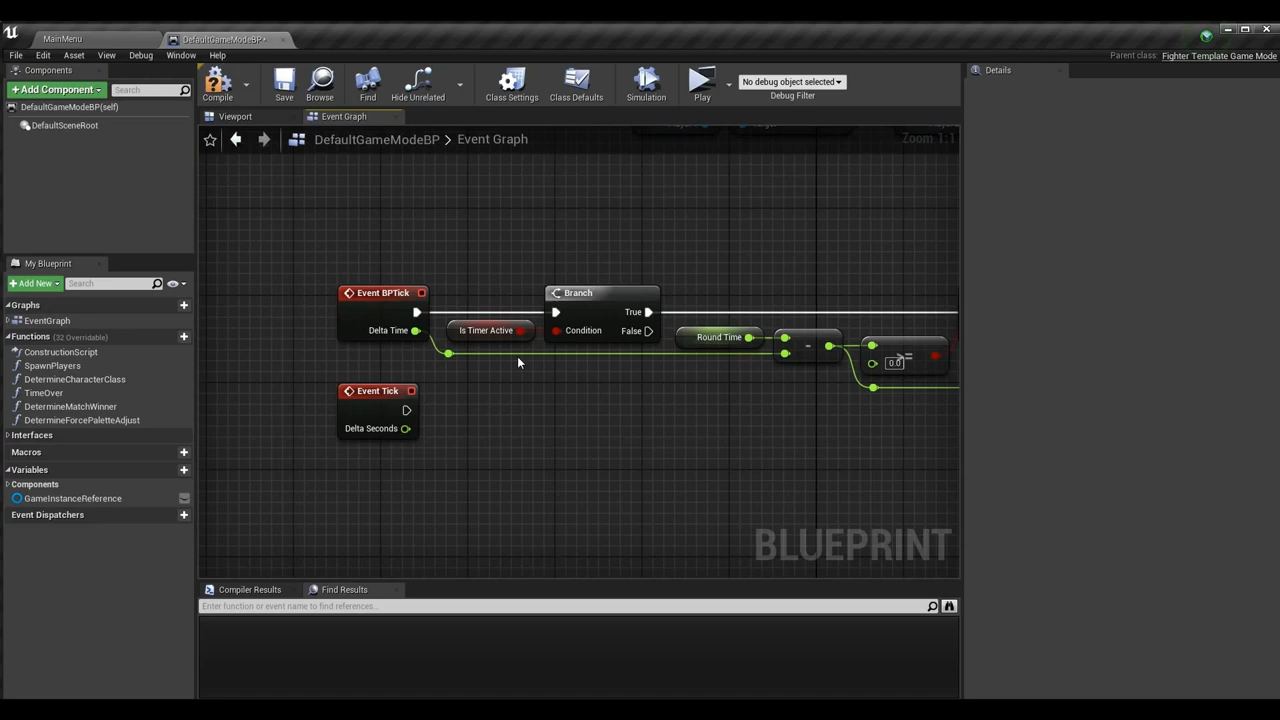 MainMenu
DefaultGameModeBP*
File Edit Asset View Debug Window Help
Parent class: Fighter Template Game Mode
Components
+ Add Component
Search
DefaultGameModeBP(self)
DefaultSceneRoot
Compile
Save
Browse
Find
Hide Unrelated
Class Settings
Class Defaults
Simulation
Play
No debug object selected
Debug Filter
Details
Viewport
Event Graph
DefaultGameModeBP > Event Graph
Zoom 1:1
Event BPTick
Delta Time
Is Timer Active
Branch
True
Condition
False
Round Time
-
>=
0.0
Event Tick
Delta Seconds
BLUEPRINT
My Blueprint
+ Add New
Search
Graphs
EventGraph
Functions (32 Overridable)
ConstructionScript
SpawnPlayers
DetermineCharacterClass
TimeOver
DetermineMatchWinner
DetermineForcePaletteAdjust
Interfaces
Macros
Variables
Components
GameInstanceReference
Event Dispatchers
Compiler Results
Find Results
Enter function or event name to find references...